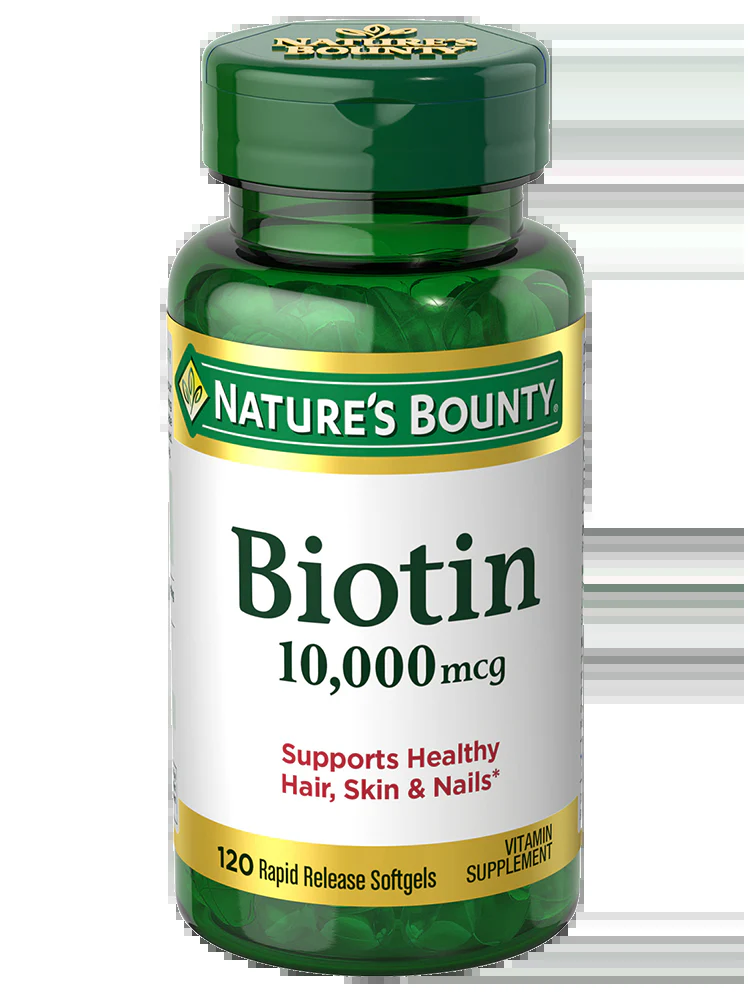 NATURE'S
BOUNTY
NATURE'S BOUNTY®
Biotin
10,000 mcg
Supports Healthy
Hair, Skin & Nails*
120 Rapid Release Softgels
VITAMIN
SUPPLEMENT